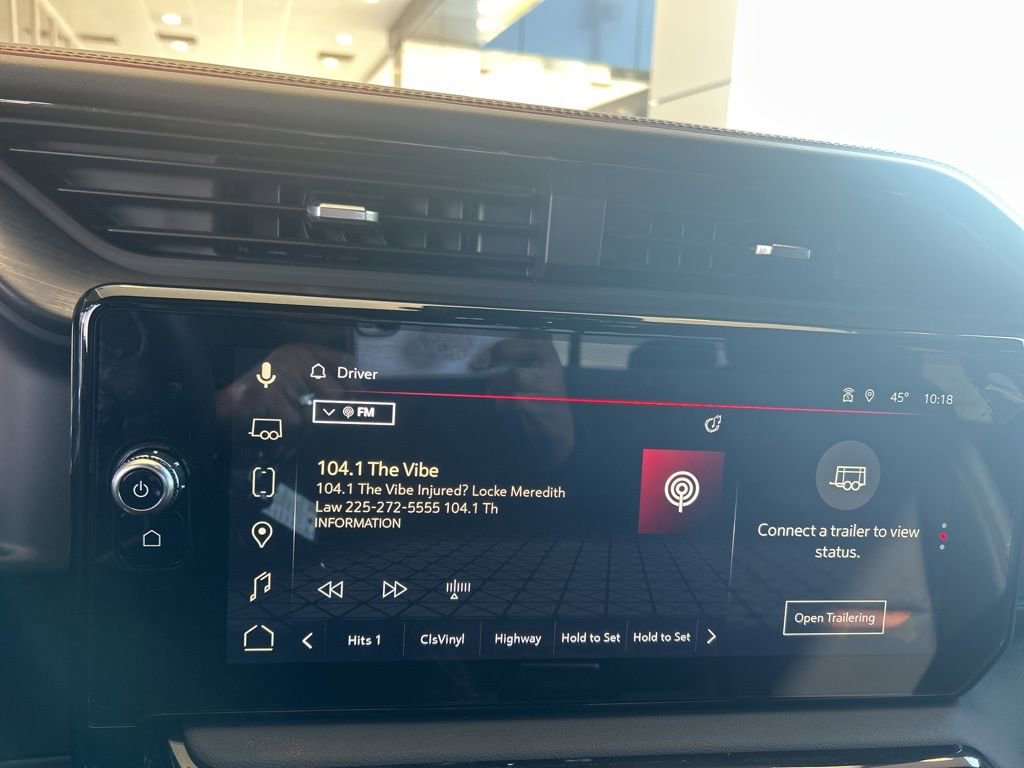 Driver
45° 10:18
FM
104.1 The Vibe
104.1 The Vibe Injured? Locke Meredith
Law 225-272-5555 104.1 Th
INFORMATION
Connect a trailer to view
status.
Open Trailering
Hits 1 ClsVinyl Highway Hold to Set Hold to Set